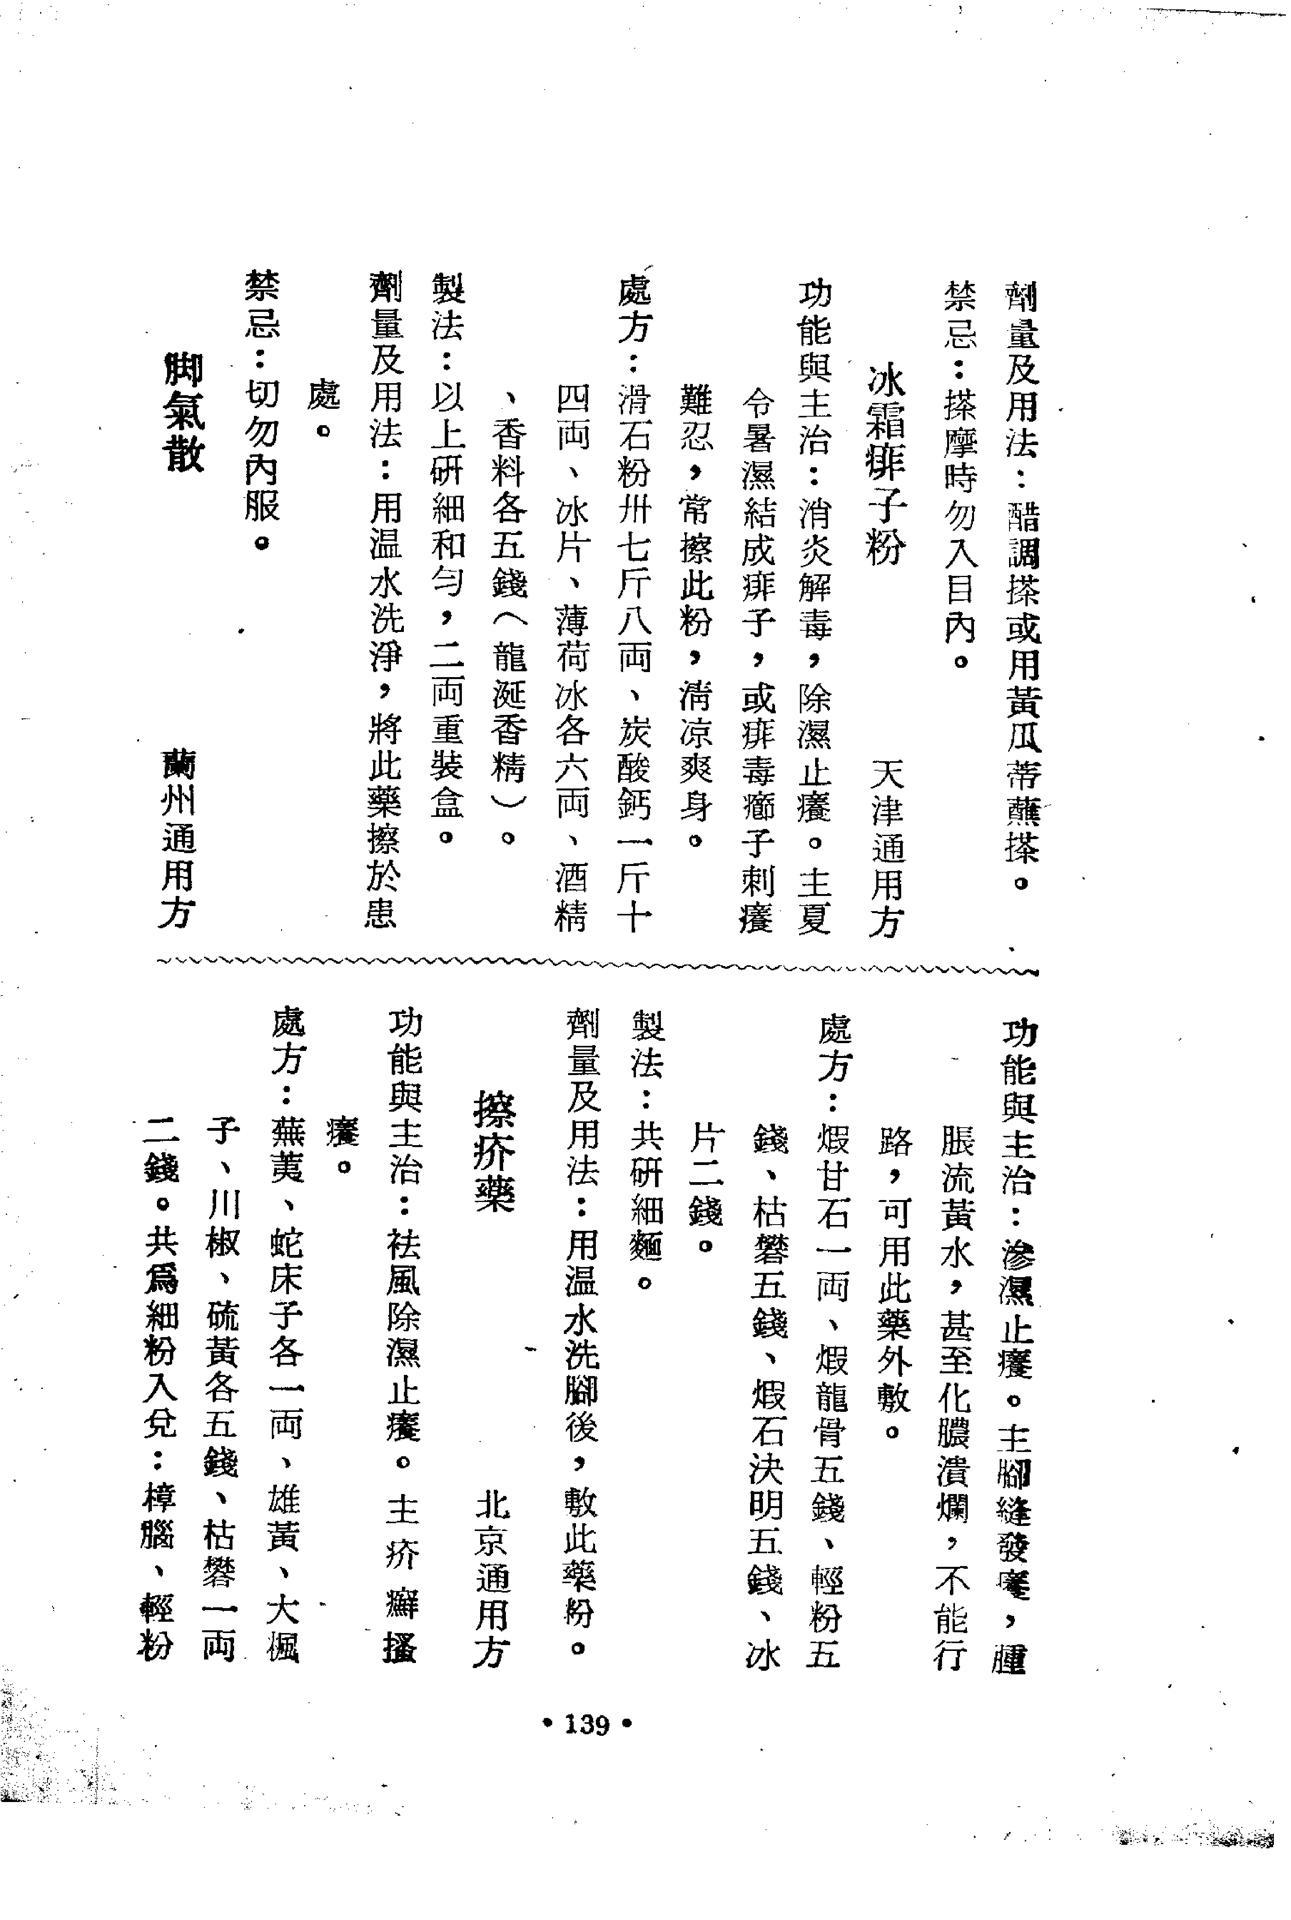 劑量及用法：醋調搽或用黃瓜蒂蘸搽。
禁忌：搽摩時勿入目內。
冰霜痱子粉　天津通用方
功能與主治：消炎解毒，除濕止癢。主夏
令暑濕結成痱子，或痱毒癤子刺癢
難忍，常擦此粉，淸凉爽身。
處方：滑石粉卅七斤八両、炭酸鈣一斤十
四両、冰片、薄荷冰各六両、酒精
、香料各五錢（龍涎香精）。
製法：以上研細和勻，二両重裝盒。
劑量及用法：用温水洗淨，將此藥擦於患
處。
禁忌：切勿內服。
脚氣散　蘭州通用方
功能與主治：滲濕止癢。主腳縫發癢，腫
脹流黃水，甚至化膿潰爛，不能行
路，可用此藥外敷。
處方：煆甘石一両、煆龍骨五錢、輕粉五
錢、枯礬五錢、煆石決明五錢、冰
片二錢。
製法：共研細麵。
劑量及用法：用温水洗腳後，敷此藥粉。
擦疥藥　北京通用方
功能與主治：祛風除濕止癢。主疥癬搔
癢。
處方：蕪荑、蛇床子各一両、雄黃、大楓
子、川椒、硫黃各五錢、枯礬一両
二錢。共爲細粉入兌：樟腦、輕粉
• 139 •